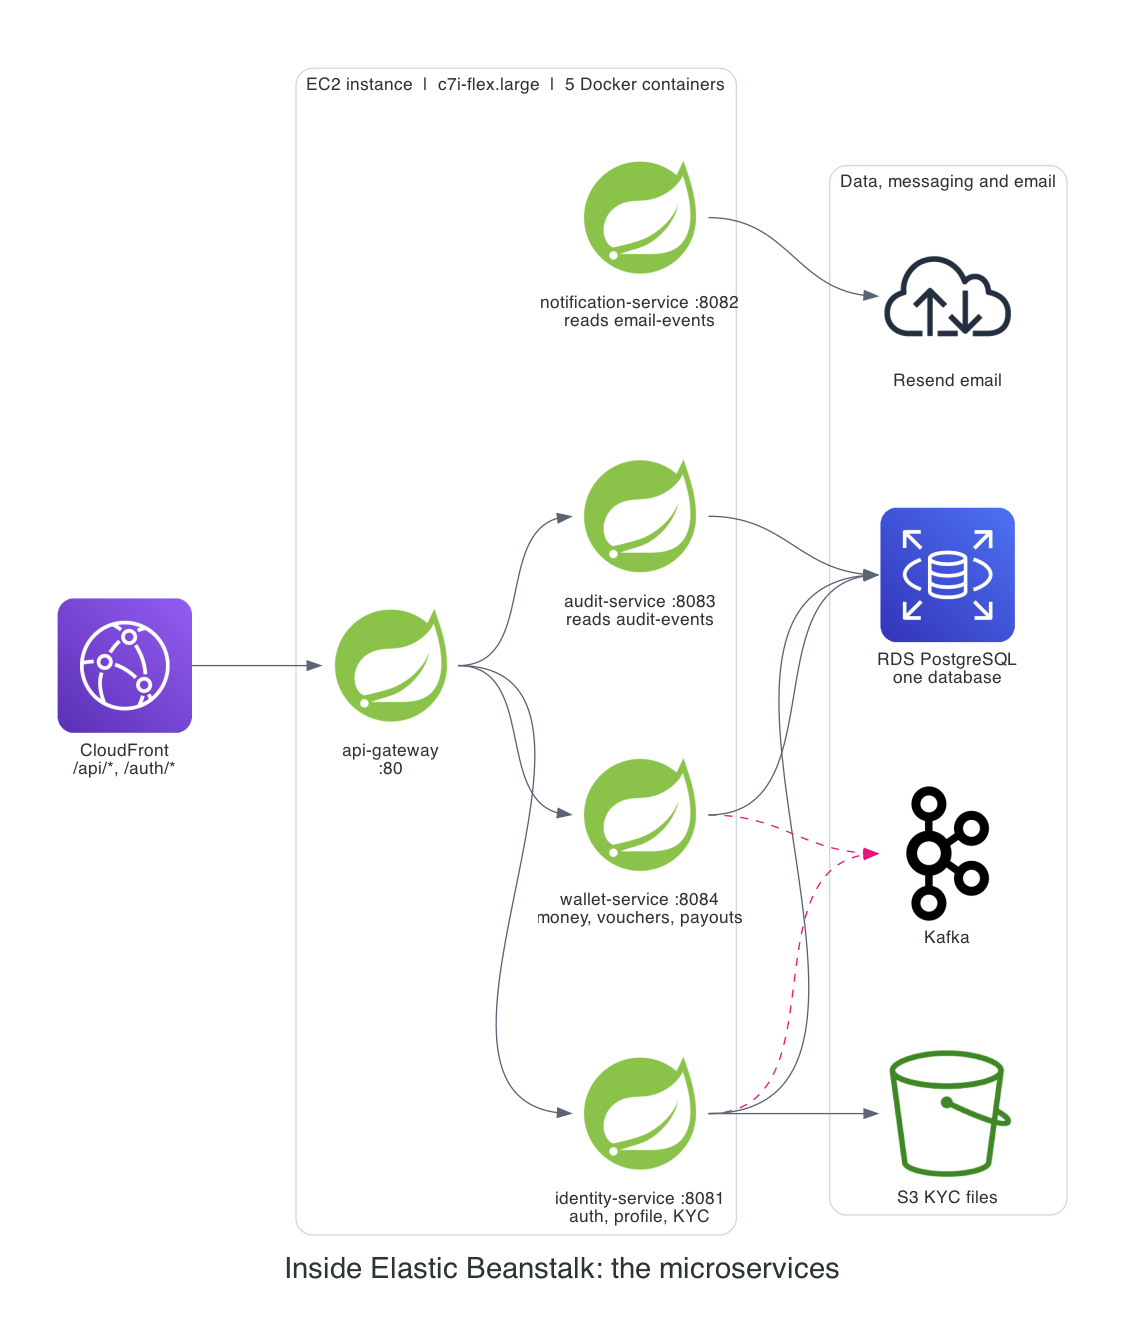 EC2 instance | c7i-flex.large | 5 Docker containers
notification-service :8082
reads email-events
Data, messaging and email
Resend email
audit-service :8083
reads audit-events
RDS PostgreSQL
one database
CloudFront
/api/*, /auth/*
api-gateway
:80
wallet-service :8084
money, vouchers, payouts
Kafka
identity-service :8081
auth, profile, KYC
S3 KYC files
Inside Elastic Beanstalk: the microservices